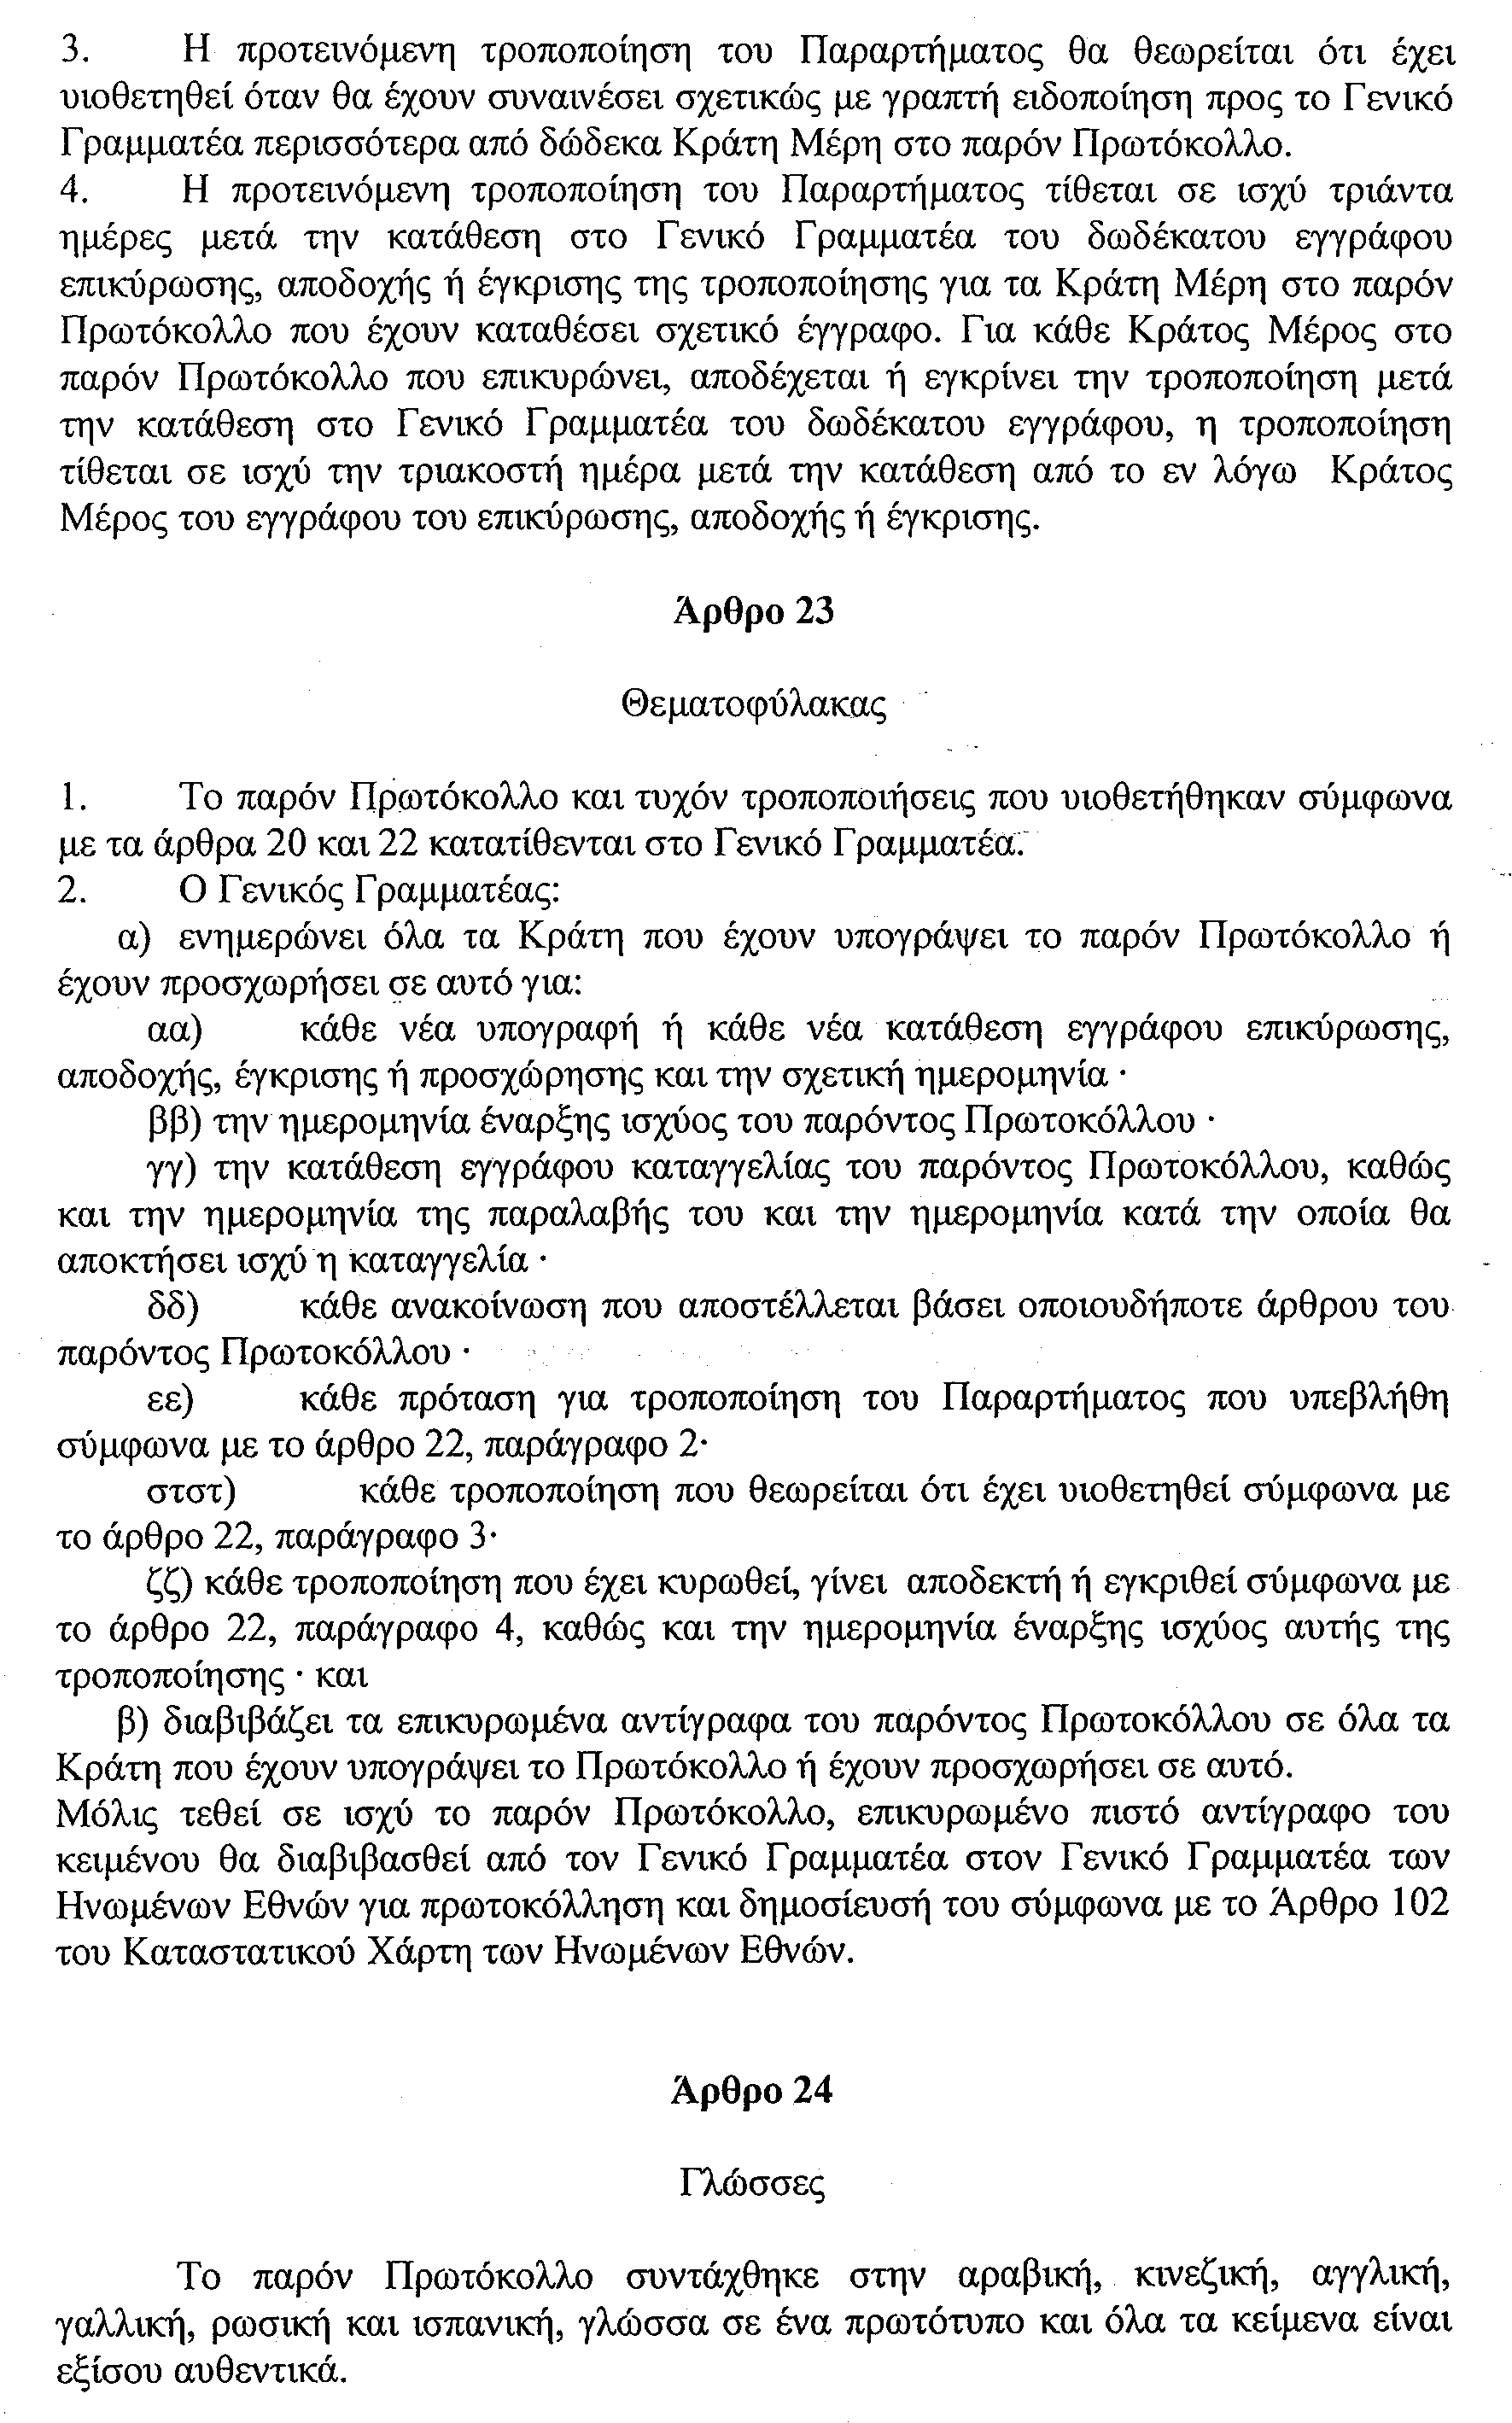 3. Η προτεινόμενη τροποποίηση του Παραρτήματος θα θεωρείται ότι έχει
υιοθετηθεί όταν θα έχουν συναινέσει σχετικώς με γραπτή ειδοποίηση προς το Γενικό
Γραμματέα περισσότερα από δώδεκα Κράτη Μέρη στο παρόν Πρωτόκολλο.
4. Η προτεινόμενη τροποποίηση του Παραρτήματος τίθεται σε ισχύ τριάντα
ημέρες μετά την κατάθεση στο Γενικό Γραμματέα του δωδέκατου εγγράφου
επικύρωσης, αποδοχής ή έγκρισης της τροποποίησης για τα Κράτη Μέρη στο παρόν
Πρωτόκολλο που έχουν καταθέσει σχετικό έγγραφο. Για κάθε Κράτος Μέρος στο
παρόν Πρωτόκολλο που επικυρώνει, αποδέχεται ή εγκρίνει την τροποποίηση μετά
την κατάθεση στο Γενικό Γραμματέα του δωδέκατου εγγράφου, η τροποποίηση
τίθεται σε ισχύ την τριακοστή ημέρα μετά την κατάθεση από το εν λόγω Κράτος
Μέρος του εγγράφου του επικύρωσης, αποδοχής ή έγκρισης.
Άρθρο 23
Θεματοφύλακας
1. Το παρόν Πρωτόκολλο και τυχόν τροποποιήσεις που υιοθετήθηκαν σύμφωνα
με τα άρθρα 20 και 22 κατατίθενται στο Γενικό Γραμματέα.
2. Ο Γενικός Γραμματέας:
α) ενημερώνει όλα τα Κράτη που έχουν υπογράψει το παρόν Πρωτόκολλο ή
έχουν προσχωρήσει σε αυτό για:
αα) κάθε νέα υπογραφή ή κάθε νέα κατάθεση εγγράφου επικύρωσης,
αποδοχής, έγκρισης ή προσχώρησης και την σχετική ημερομηνία ·
ββ) την ημερομηνία έναρξης ισχύος του παρόντος Πρωτοκόλλου ·
γγ) την κατάθεση εγγράφου καταγγελίας του παρόντος Πρωτοκόλλου, καθώς
και την ημερομηνία της παραλαβής του και την ημερομηνία κατά την οποία θα
αποκτήσει ισχύ η καταγγελία ·
δδ) κάθε ανακοίνωση που αποστέλλεται βάσει οποιουδήποτε άρθρου του
παρόντος Πρωτοκόλλου ·
εε) κάθε πρόταση για τροποποίηση του Παραρτήματος που υπεβλήθη
σύμφωνα με το άρθρο 22, παράγραφο 2·
στστ) κάθε τροποποίηση που θεωρείται ότι έχει υιοθετηθεί σύμφωνα με
το άρθρο 22, παράγραφο 3·
ζζ) κάθε τροποποίηση που έχει κυρωθεί, γίνει αποδεκτή ή εγκριθεί σύμφωνα με
το άρθρο 22, παράγραφο 4, καθώς και την ημερομηνία έναρξης ισχύος αυτής της
τροποποίησης · και
β) διαβιβάζει τα επικυρωμένα αντίγραφα του παρόντος Πρωτοκόλλου σε όλα τα
Κράτη που έχουν υπογράψει το Πρωτόκολλο ή έχουν προσχωρήσει σε αυτό.
Μόλις τεθεί σε ισχύ το παρόν Πρωτόκολλο, επικυρωμένο πιστό αντίγραφο του
κειμένου θα διαβιβασθεί από τον Γενικό Γραμματέα στον Γενικό Γραμματέα των
Ηνωμένων Εθνών για πρωτοκόλληση και δημοσίευσή του σύμφωνα με το Άρθρο 102
του Καταστατικού Χάρτη των Ηνωμένων Εθνών.
Άρθρο 24
Γλώσσες
Το παρόν Πρωτόκολλο συντάχθηκε στην αραβική, κινεζική, αγγλική,
γαλλική, ρωσική και ισπανική, γλώσσα σε ένα πρωτότυπο και όλα τα κείμενα είναι
εξίσου αυθεντικά.